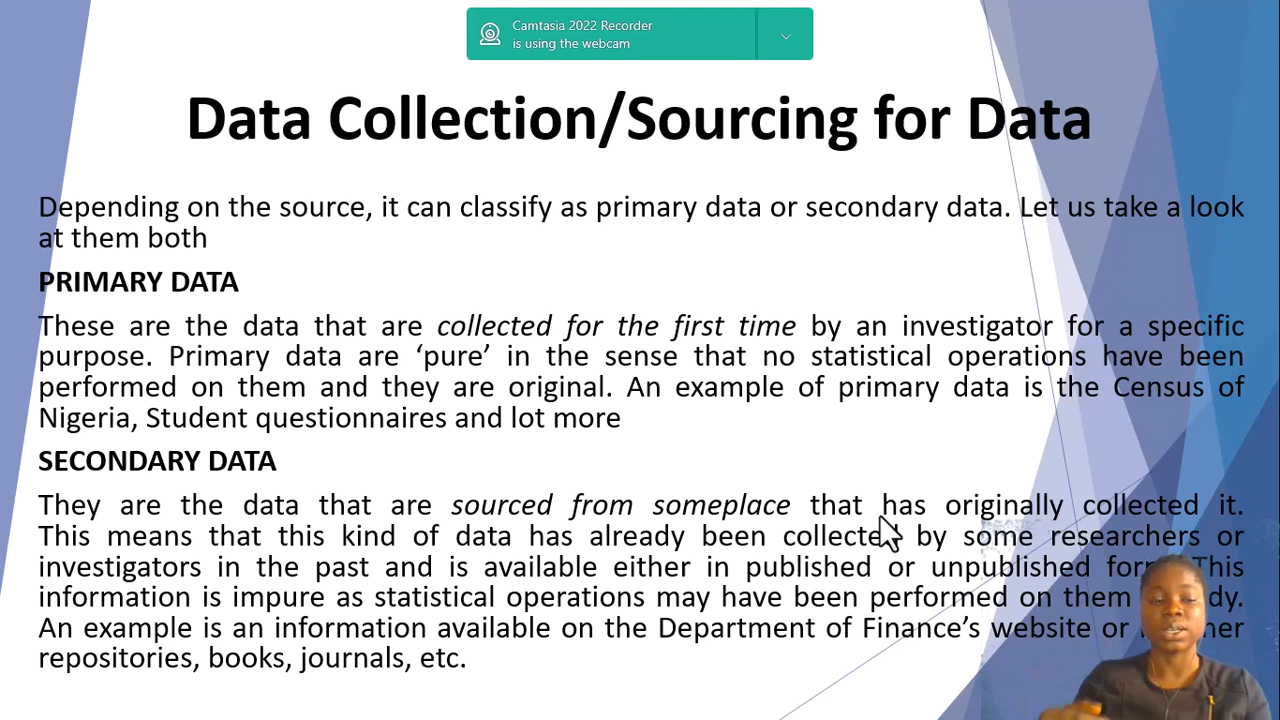 Camtasia 2022 Recorder
is using the webcam
Data Collection/Sourcing for Data
Depending on the source, it can classify as primary data or secondary data. Let us take a look
at them both
PRIMARY DATA
These are the data that are collected for the first time by an investigator for a specific
purpose. Primary data are ‘pure’ in the sense that no statistical operations have been
performed on them and they are original. An example of primary data is the Census of
Nigeria, Student questionnaires and lot more
SECONDARY DATA
They are the data that are sourced from someplace that has originally collected it.
This means that this kind of data has already been collected by some researchers or
investigators in the past and is available either in published or unpublished form. This
information is impure as statistical operations may have been performed on them
An example is an information available on the Department of Finance’s website or
repositories, books, journals, etc.